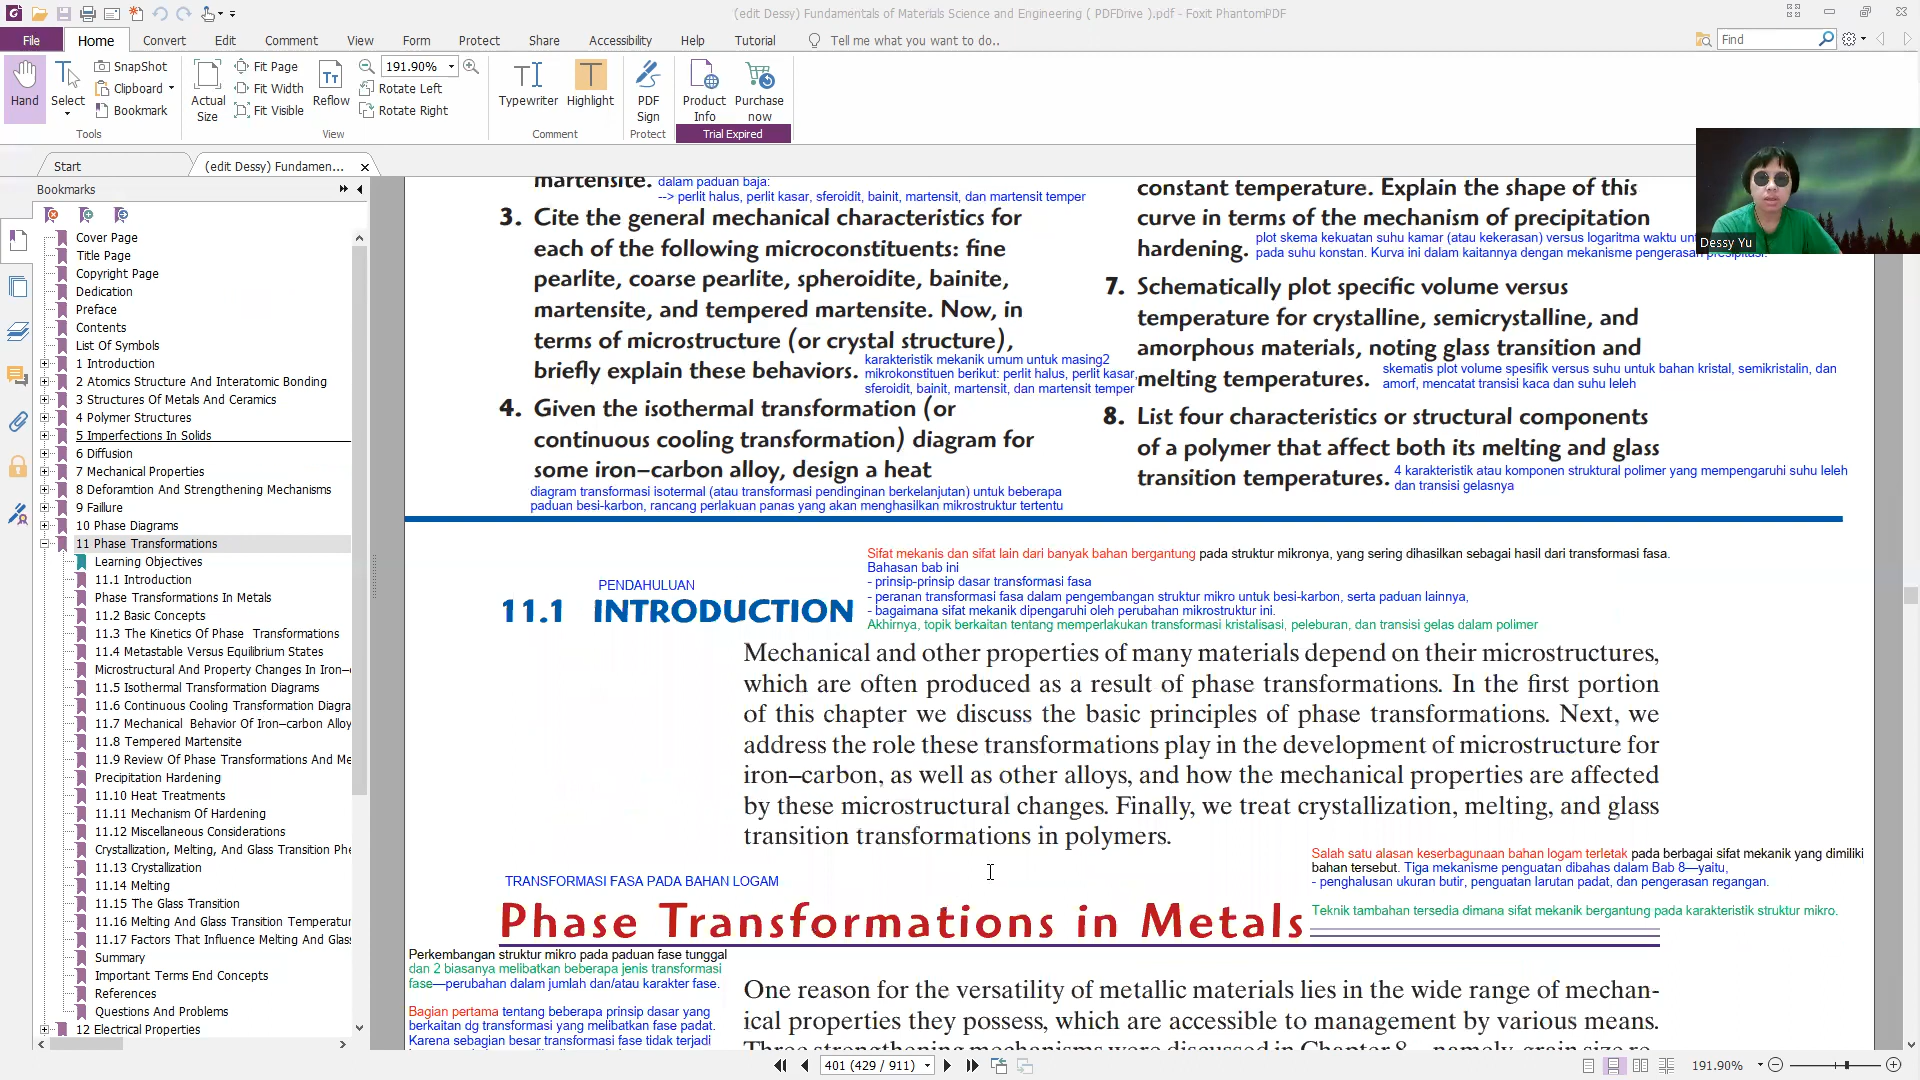 (edit Dessy) Fundamentals of Materials Science and Engineering ( PDFDrive ).pdf - Foxit PhantomPDF
File Home Convert Edit Comment View Form Protect Share Accessibility Help Tutorial Tell me what you want to do.. Find
Hand
Select
SnapShot
Clipboard
Bookmark
Tools
Actual Size
Fit Page
Fit Width
Fit Visible
Reflow
191.90%
Rotate Left
Rotate Right
View
Typewriter
Highlight
Comment
PDF Sign
Protect
Product Info
Purchase now
Trial Expired
Start
(edit Dessy) Fundamen...
Bookmarks
Cover Page
Title Page
Copyright Page
Dedication
Preface
Contents
List Of Symbols
1 Introduction
2 Atomics Structure And Interatomic Bonding
3 Structures Of Metals And Ceramics
4 Polymer Structures
5 Imperfections In Solids
6 Diffusion
7 Mechanical Properties
8 Deforamtion And Strengthening Mechanisms
9 Failure
10 Phase Diagrams
11 Phase Transformations
Learning Objectives
11.1 Introduction
Phase Transformations In Metals
11.2 Basic Concepts
11.3 The Kinetics Of Phase Transformations
11.4 Metastable Versus Equilibrium States
Microstructural And Property Changes In Iron–
11.5 Isothermal Transformation Diagrams
11.6 Continuous Cooling Transformation Diagra
11.7 Mechanical Behavior Of Iron–carbon Alloy
11.8 Tempered Martensite
11.9 Review Of Phase Transformations And Me
Precipitation Hardening
11.10 Heat Treatments
11.11 Mechanism Of Hardening
11.12 Miscellaneous Considerations
Crystallization, Melting, And Glass Transition Phe
11.13 Crystallization
11.14 Melting
11.15 The Glass Transition
11.16 Melting And Glass Transition Temperatur
11.17 Factors That Influence Melting And Glass
Summary
Important Terms End Concepts
References
Questions And Problems
12 Electrical Properties
martensite. dalam paduan baja:
--> perlit halus, perlit kasar, sferoidit, bainit, martensit, dan martensit temper
3. Cite the general mechanical characteristics for
each of the following microconstituents: fine
pearlite, coarse pearlite, spheroidite, bainite,
martensite, and tempered martensite. Now, in
terms of microstructure (or crystal structure),
briefly explain these behaviors.
karakteristik mekanik umum untuk masing2
mikrokonstituen berikut: perlit halus, perlit kasar,
sferoidit, bainit, martensit, dan martensit temper
4. Given the isothermal transformation (or
continuous cooling transformation) diagram for
some iron–carbon alloy, design a heat
diagram transformasi isotermal (atau transformasi pendinginan berkelanjutan) untuk beberapa
paduan besi-karbon, rancang perlakuan panas yang akan menghasilkan mikrostruktur tertentu
constant temperature. Explain the shape of this
curve in terms of the mechanism of precipitation
hardening.
plot skema kekuatan suhu kamar (atau kekerasan) versus logaritma waktu
pada suhu konstan. Kurva ini dalam kaitannya dengan mekanisme pengerasan presipitasi.
7. Schematically plot specific volume versus
temperature for crystalline, semicrystalline, and
amorphous materials, noting glass transition and
melting temperatures.
skematis plot volume spesifik versus suhu untuk bahan kristal, semikristalin, dan
amorf, mencatat transisi kaca dan suhu leleh
8. List four characteristics or structural components
of a polymer that affect both its melting and glass
transition temperatures.
4 karakteristik atau komponen struktural polimer yang mempengaruhi suhu leleh
dan transisi gelasnya
Dessy Yu
Sifat mekanis dan sifat lain dari banyak bahan bergantung pada struktur mikronya, yang sering dihasilkan sebagai hasil dari transformasi fasa.
Bahasan bab ini
- prinsip-prinsip dasar transformasi fasa
- peranan transformasi fasa dalam pengembangan struktur mikro untuk besi-karbon, serta paduan lainnya,
- bagaimana sifat mekanik dipengaruhi oleh perubahan mikrostruktur ini.
Akhirnya, topik berkaitan tentang memperlakukan transformasi kristalisasi, peleburan, dan transisi gelas dalam polimer
PENDAHULUAN
11.1 INTRODUCTION
Mechanical and other properties of many materials depend on their microstructures,
which are often produced as a result of phase transformations. In the first portion
of this chapter we discuss the basic principles of phase transformations. Next, we
address the role these transformations play in the development of microstructure for
iron–carbon, as well as other alloys, and how the mechanical properties are affected
by these microstructural changes. Finally, we treat crystallization, melting, and glass
transition transformations in polymers.
TRANSFORMASI FASA PADA BAHAN LOGAM
Phase Transformations in Metals
Salah satu alasan keserbagunaan bahan logam terletak pada berbagai sifat mekanik yang dimiliki
bahan tersebut. Tiga mekanisme penguatan dibahas dalam Bab 8—yaitu,
- penghalusan ukuran butir, penguatan larutan padat, dan pengerasan regangan.
Teknik tambahan tersedia dimana sifat mekanik bergantung pada karakteristik struktur mikro.
Perkembangan struktur mikro pada paduan fase tunggal
dan 2 biasanya melibatkan beberapa jenis transformasi
fase—perubahan dalam jumlah dan/atau karakter fase.
Bagian pertama tentang beberapa prinsip dasar yang
berkaitan dg transformasi yang melibatkan fase padat.
Karena sebagian besar transformasi fase tidak terjadi
One reason for the versatility of metallic materials lies in the wide range of mechan-
ical properties they possess, which are accessible to management by various means.
Three strengthening mechanisms were discussed in Chapter 8—namely, grain size re-
401 (429 / 911)
191.90%